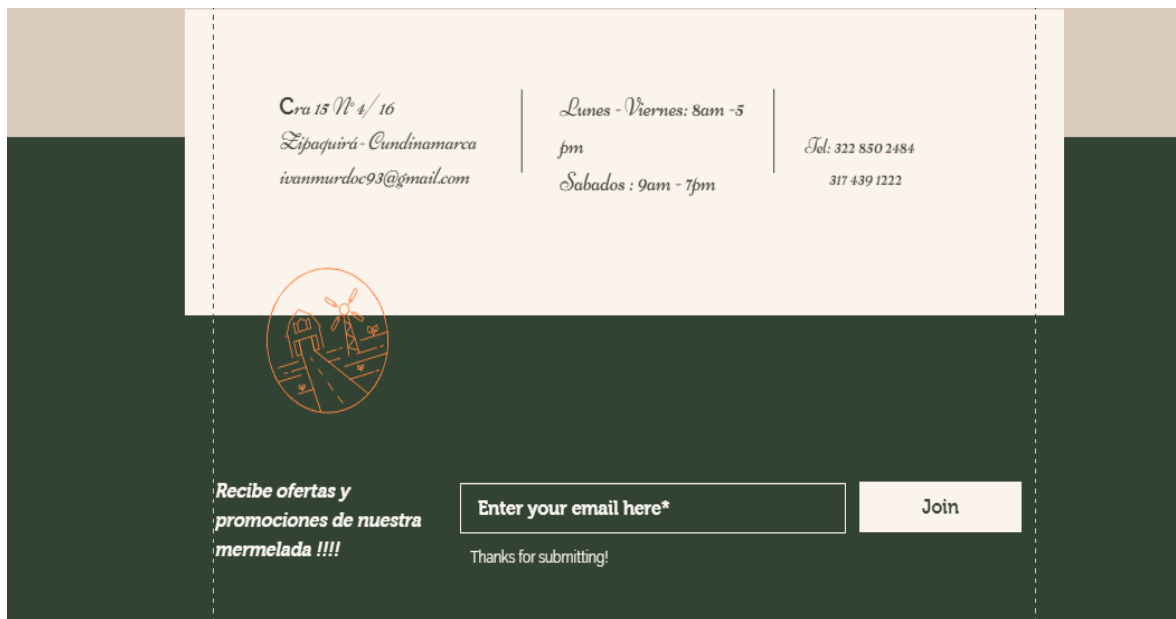 Cra 15 Nº 4/ 16
Zipaquirá- Cundinamarca
ivanmurdoc93@gmail.com
Lunes - Viernes: 8am -5
pm
Sabados : 9am - 7pm
Tel: 322 850 2484
317 439 1222
Recibe ofertas y
promociones de nuestra
mermelada !!!!
Enter your email here*
Join
Thanks for submitting!